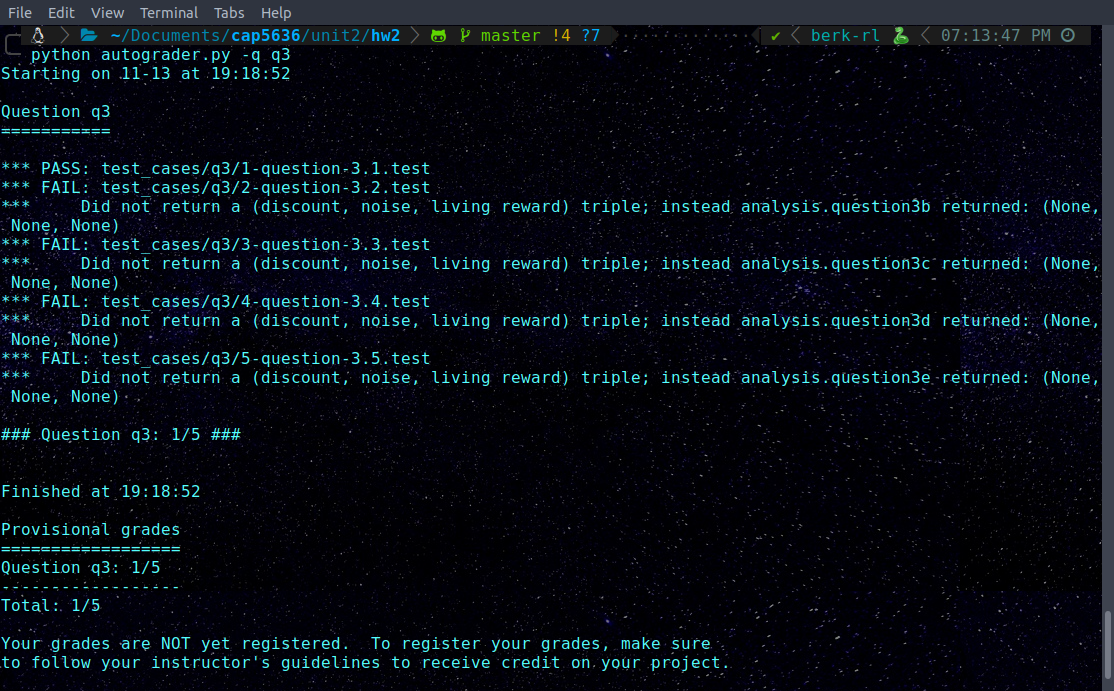 File Edit View Terminal Tabs Help
~/Documents/cap5636/unit2/hw2 master !4 ?7 ✔ berk-rl 07:13:47 PM
python autograder.py -q q3
Starting on 11-13 at 19:18:52
Question q3
===========
*** PASS: test_cases/q3/1-question-3.1.test
*** FAIL: test_cases/q3/2-question-3.2.test
***     Did not return a (discount, noise, living reward) triple; instead analysis.question3b returned: (None,
 None, None)
*** FAIL: test_cases/q3/3-question-3.3.test
***     Did not return a (discount, noise, living reward) triple; instead analysis.question3c returned: (None,
 None, None)
*** FAIL: test_cases/q3/4-question-3.4.test
***     Did not return a (discount, noise, living reward) triple; instead analysis.question3d returned: (None,
 None, None)
*** FAIL: test_cases/q3/5-question-3.5.test
***     Did not return a (discount, noise, living reward) triple; instead analysis.question3e returned: (None,
 None, None)
### Question q3: 1/5 ###
Finished at 19:18:52
Provisional grades
==================
Question q3: 1/5
------------------
Total: 1/5
Your grades are NOT yet registered.  To register your grades, make sure
to follow your instructor's guidelines to receive credit on your project.